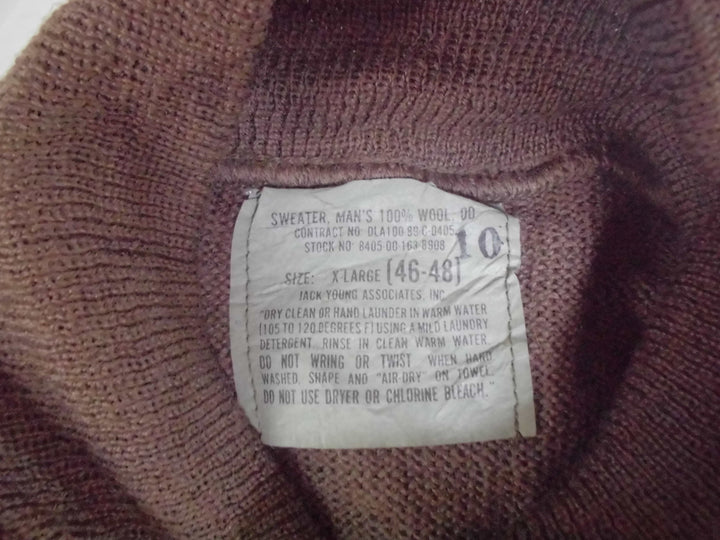 SWEATER, MAN'S 100% WOOL, OD
CONTRACT NO. DLA100-89-C-0405
STOCK NO. 8405-00-163-8908
10
SIZE: X-LARGE (46-48)
JACK YOUNG ASSOCIATES, INC.
"DRY CLEAN OR HAND LAUNDER IN WARM WATER
(105 TO 120 DEGREES F) USING A MILD LAUNDRY
DETERGENT. RINSE IN CLEAN WARM WATER.
DO NOT WRING OR TWIST. WHEN HAND
WASHED, SHAPE AND "AIR-DRY" ON TOWEL.
DO NOT USE DRYER OR CHLORINE BLEACH."